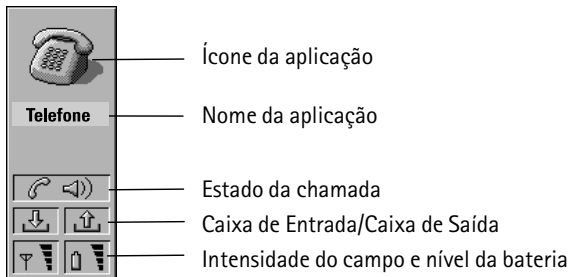 Ícone da aplicação
Telefone
Nome da aplicação
Estado da chamada
Caixa de Entrada/Caixa de Saída
Intensidade do campo e nível da bateria